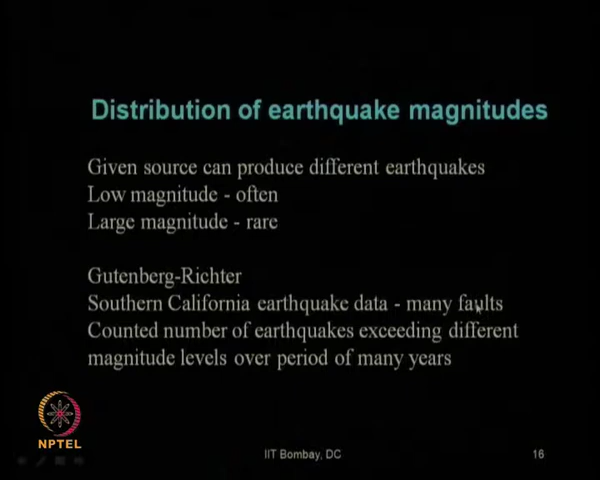 Distribution of earthquake magnitudes
Given source can produce different earthquakes
Low magnitude - often
Large magnitude - rare
Gutenberg-Richter
Southern California earthquake data - many faults
Counted number of earthquakes exceeding different
magnitude levels over period of many years
NPTEL
IIT Bombay, DC
16